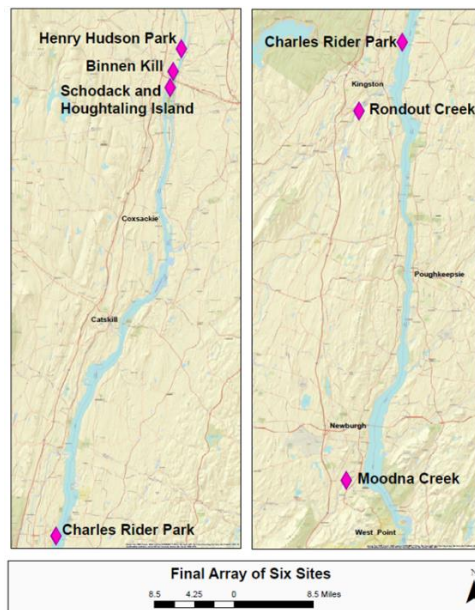 Henry Hudson Park
Binnen Kill
Schodack and
Houghtaling Island
Coxsackie
Catskill
Charles Rider Park
Charles Rider Park
Kingston
Rondout Creek
Poughkeepsie
Newburgh
Moodna Creek
West Point
Final Array of Six Sites
8.5 4.25 0 8.5 Miles
N